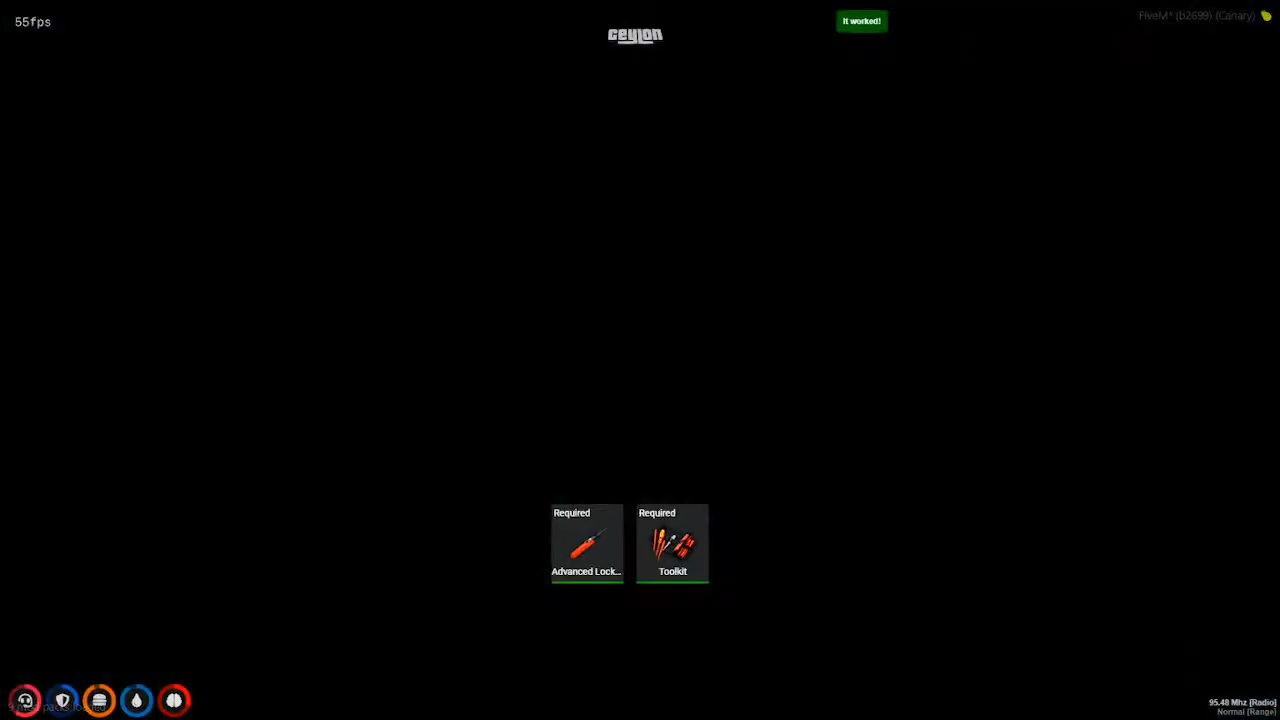 55fps
ceylon
It worked!
FiveM* (b2699) (Canary)
Required
Required
Advanced Lock...
Toolkit
95.48 Mhz [Radio]
Normal [Range]